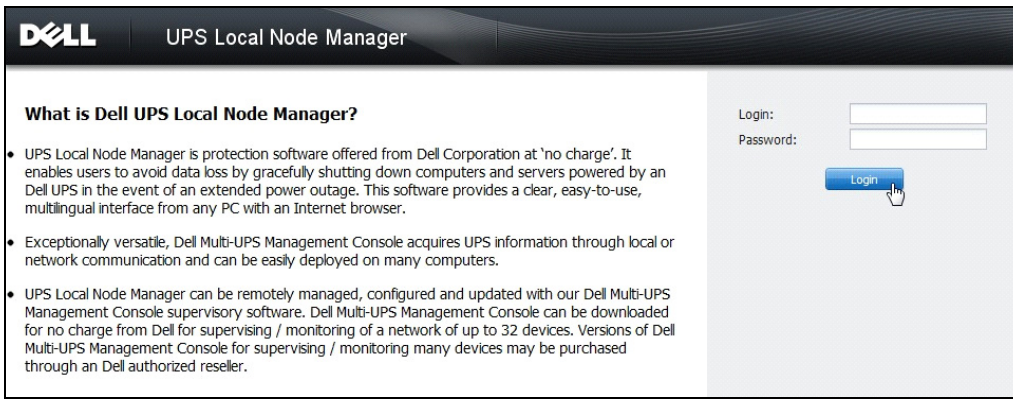 DELL UPS Local Node Manager
What is Dell UPS Local Node Manager?
• UPS Local Node Manager is protection software offered from Dell Corporation at ‘no charge’. It
enables users to avoid data loss by gracefully shutting down computers and servers powered by an
Dell UPS in the event of an extended power outage. This software provides a clear, easy-to-use,
multilingual interface from any PC with an Internet browser.
• Exceptionally versatile, Dell Multi-UPS Management Console acquires UPS information through local or
network communication and can be easily deployed on many computers.
• UPS Local Node Manager can be remotely managed, configured and updated with our Dell Multi-UPS
Management Console supervisory software. Dell Multi-UPS Management Console can be downloaded
for no charge from Dell for supervising / monitoring of a network of up to 32 devices. Versions of Dell
Multi-UPS Management Console for supervising / monitoring many devices may be purchased
through an Dell authorized reseller.
Login:
Password:
Login